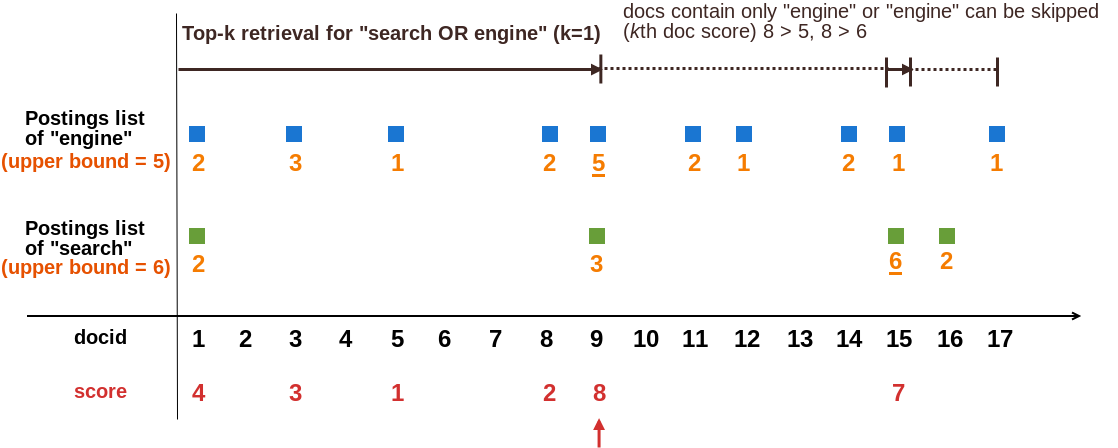 docs contain only "engine" or "engine" can be skipped
Top-k retrieval for "search OR engine" (k=1)
(kth doc score) 8 > 5, 8 > 6
Postings list
of "engine"
(upper bound = 5)
2 3 1 2 5 2 1 2 1 1
Postings list
of "search"
(upper bound = 6)
2 3 6 2
docid 1 2 3 4 5 6 7 8 9 10 11 12 13 14 15 16 17
score 4 3 1 2 8 7